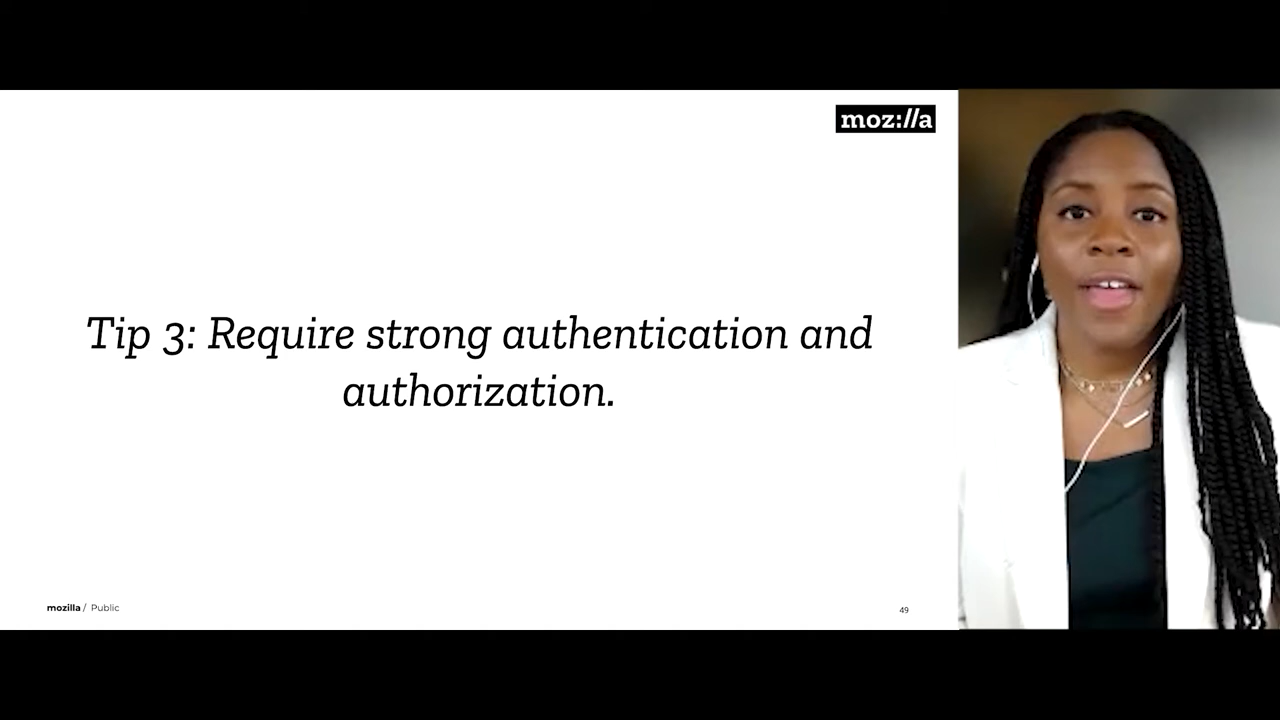 moz://a
Tip 3: Require strong authentication and
authorization.
mozilla / Public
49